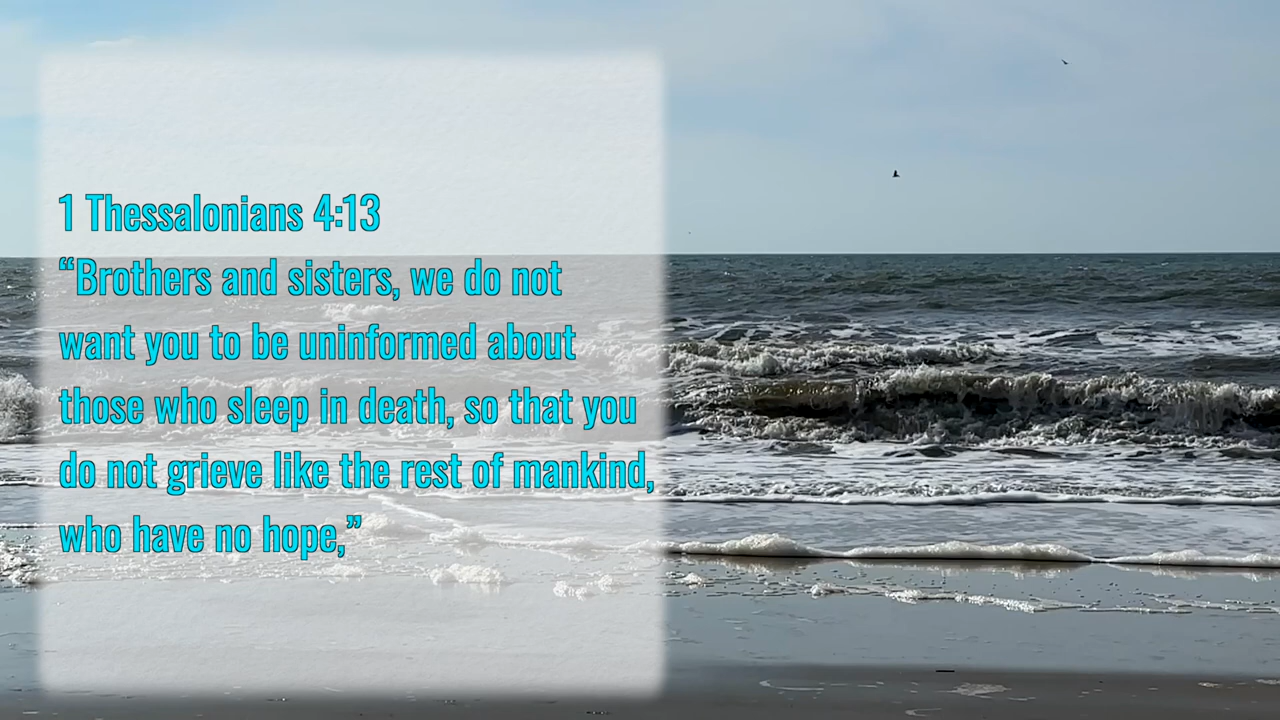 1 Thessalonians 4:13
“Brothers and sisters, we do not
want you to be uninformed about
those who sleep in death, so that you
do not grieve like the rest of mankind,
who have no hope,”